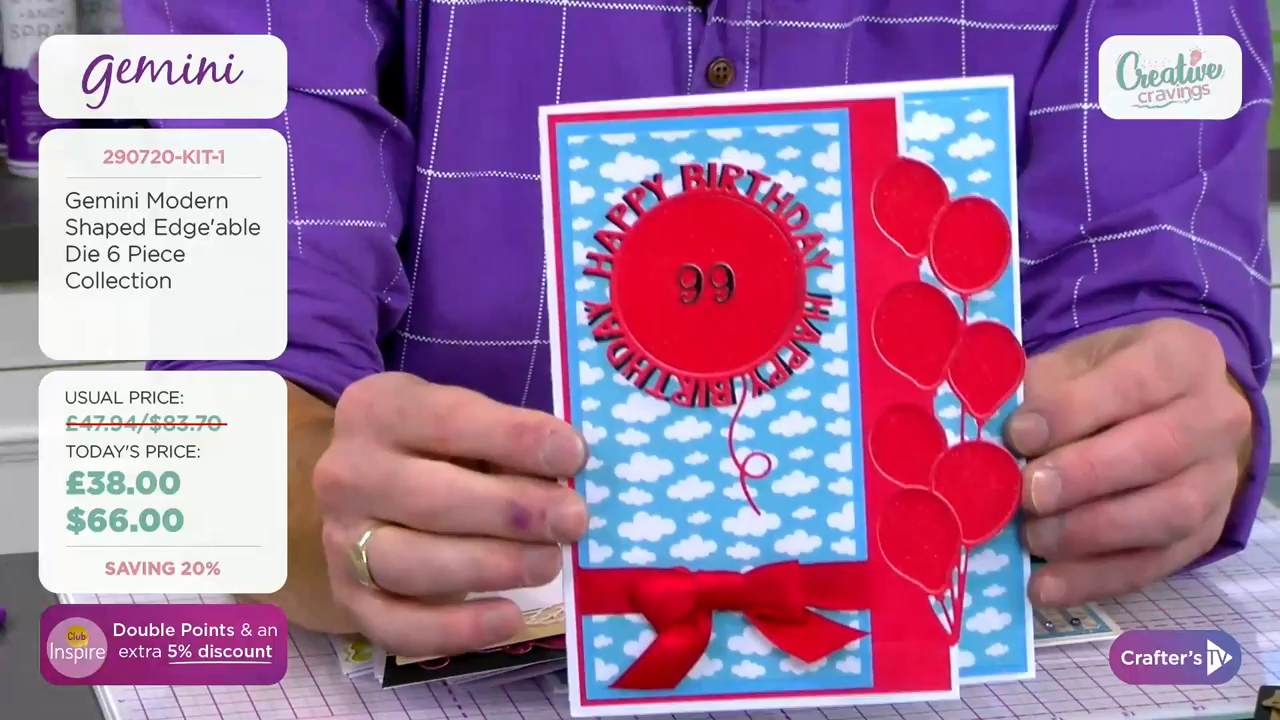 gemini
290720-KIT-1
Gemini Modern
Shaped Edge'able
Die 6 Piece
Collection
USUAL PRICE:
£47.94/$83.70
TODAY'S PRICE:
£38.00
$66.00
SAVING 20%
Club
Inspire
Double Points & an
extra 5% discount
Creative
cravings
HAPPY BIRTHDAY HAPPY BIRTHDAY
99
Crafter's TV